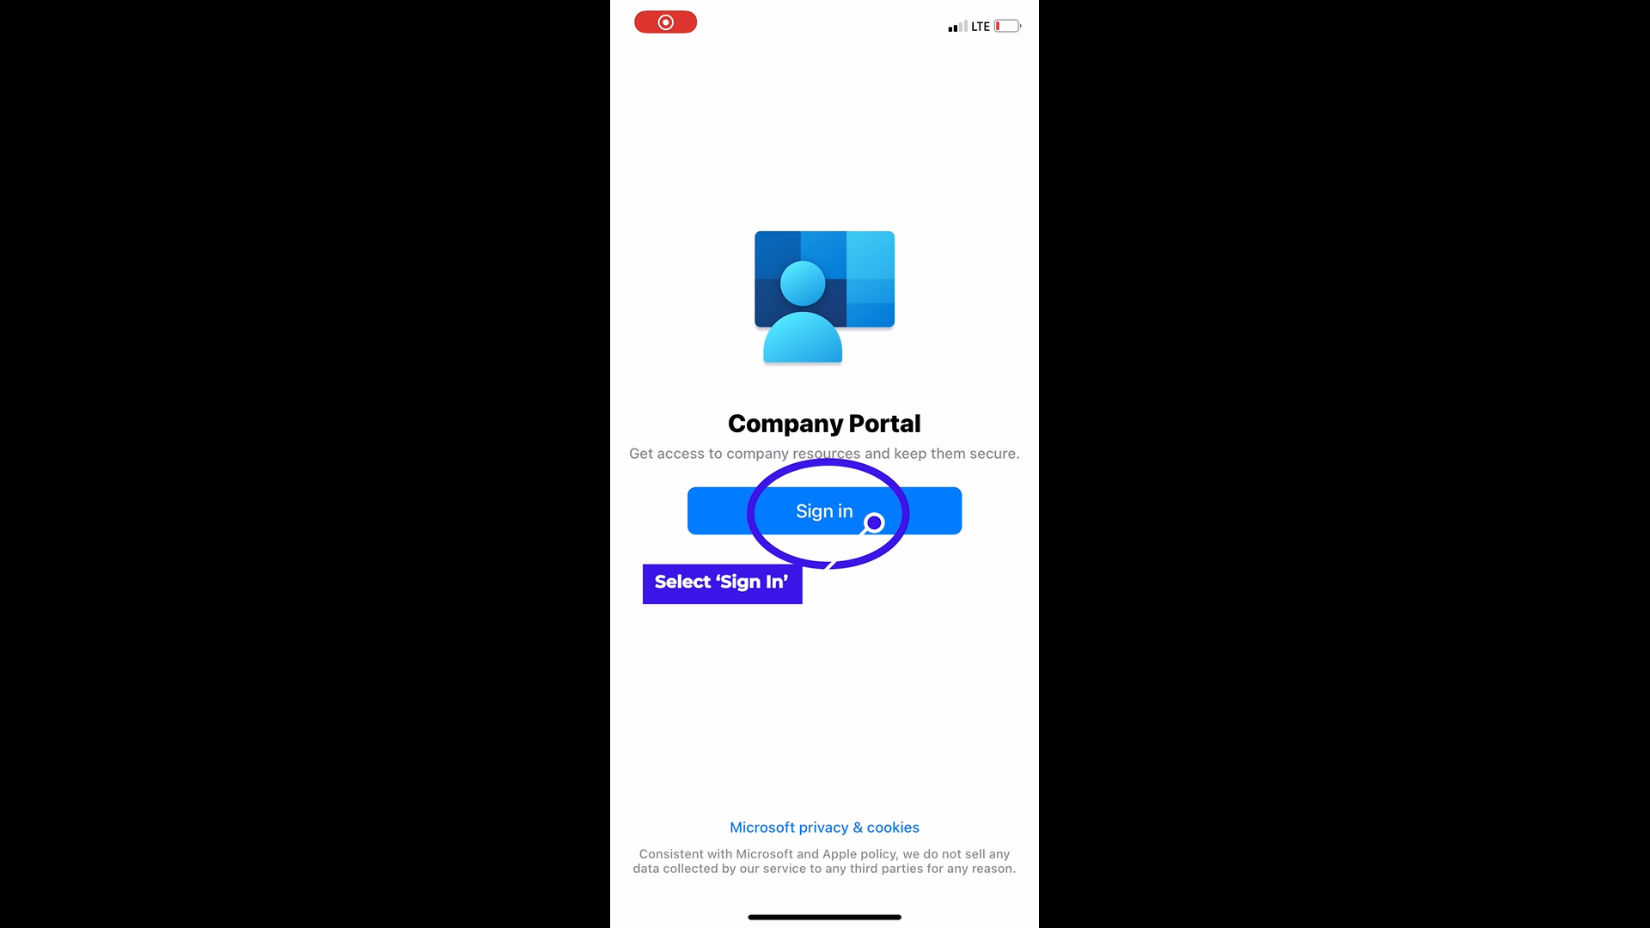 LTE
Company Portal
Get access to company resources and keep them secure.
Sign in
Select ‘Sign In’
Microsoft privacy & cookies
Consistent with Microsoft and Apple policy, we do not sell any
data collected by our service to any third parties for any reason.